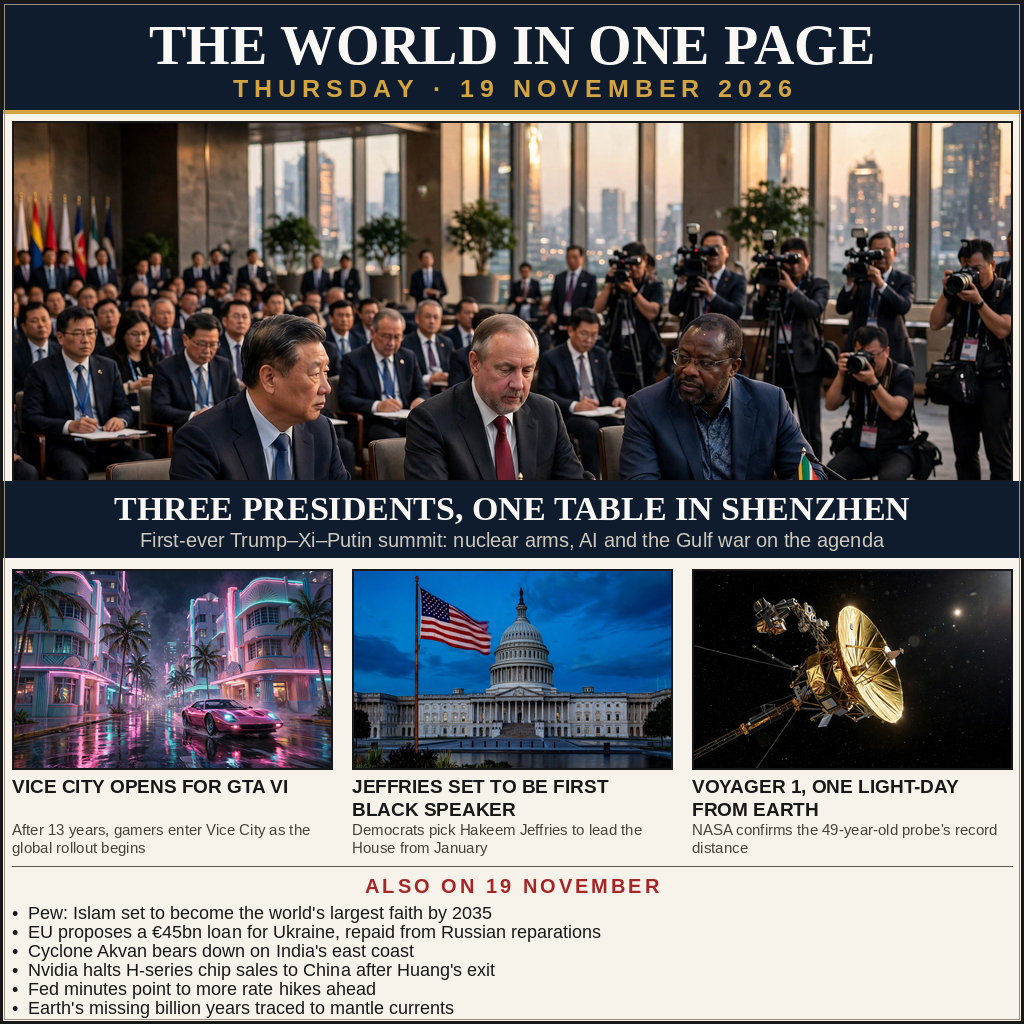 THE WORLD IN ONE PAGE
THURSDAY · 19 NOVEMBER 2026
THREE PRESIDENTS, ONE TABLE IN SHENZHEN
First-ever Trump–Xi–Putin summit: nuclear arms, AI and the Gulf war on the agenda
VICE CITY OPENS FOR GTA VI
After 13 years, gamers enter Vice City as the
global rollout begins
JEFFRIES SET TO BE FIRST
BLACK SPEAKER
Democrats pick Hakeem Jeffries to lead the
House from January
VOYAGER 1, ONE LIGHT-DAY
FROM EARTH
NASA confirms the 49-year-old probe's record
distance
ALSO ON 19 NOVEMBER
• Pew: Islam set to become the world's largest faith by 2035
• EU proposes a €45bn loan for Ukraine, repaid from Russian reparations
• Cyclone Akvan bears down on India's east coast
• Nvidia halts H-series chip sales to China after Huang's exit
• Fed minutes point to more rate hikes ahead
• Earth's missing billion years traced to mantle currents